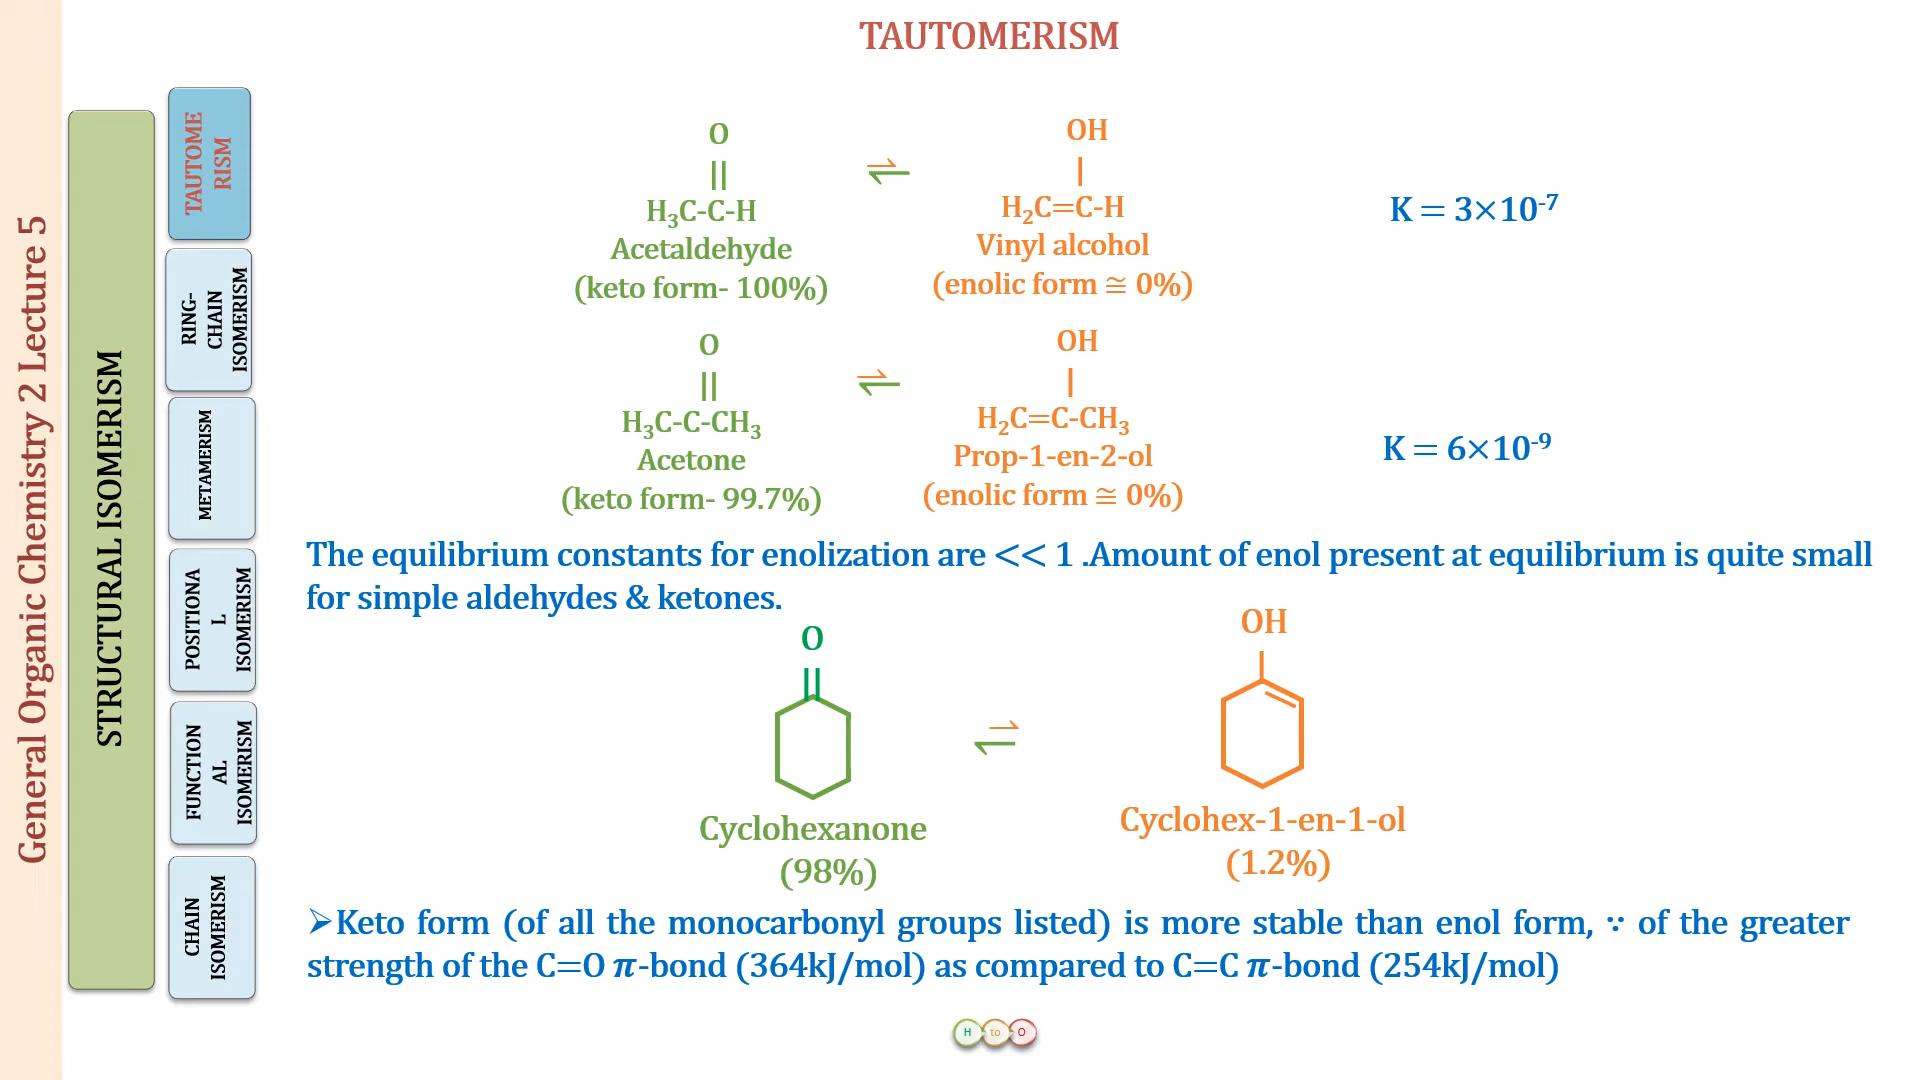 TAUTOMERISM
General Organic Chemistry 2 Lecture 5
STRUCTURAL ISOMERISM
TAUTOME
RISM
RING-
CHAIN
ISOMERISM
METAMERISM
POSITIONA
L
ISOMERISM
FUNCTION
AL
ISOMERISM
CHAIN
ISOMERISM
O
||
H₃C-C-H
Acetaldehyde
(keto form- 100%)
⇌
OH
|
H₂C=C-H
Vinyl alcohol
(enolic form ≅ 0%)
K = 3×10⁻⁷
O
||
H₃C-C-CH₃
Acetone
(keto form- 99.7%)
⇌
OH
|
H₂C=C-CH₃
Prop-1-en-2-ol
(enolic form ≅ 0%)
K = 6×10⁻⁹
The equilibrium constants for enolization are << 1 .Amount of enol present at equilibrium is quite small
for simple aldehydes & ketones.
O
Cyclohexanone
(98%)
⇌
OH
Cyclohex-1-en-1-ol
(1.2%)
➢Keto form (of all the monocarbonyl groups listed) is more stable than enol form, ∵ of the greater
strength of the C=O π-bond (364kJ/mol) as compared to C=C π-bond (254kJ/mol)
H to O